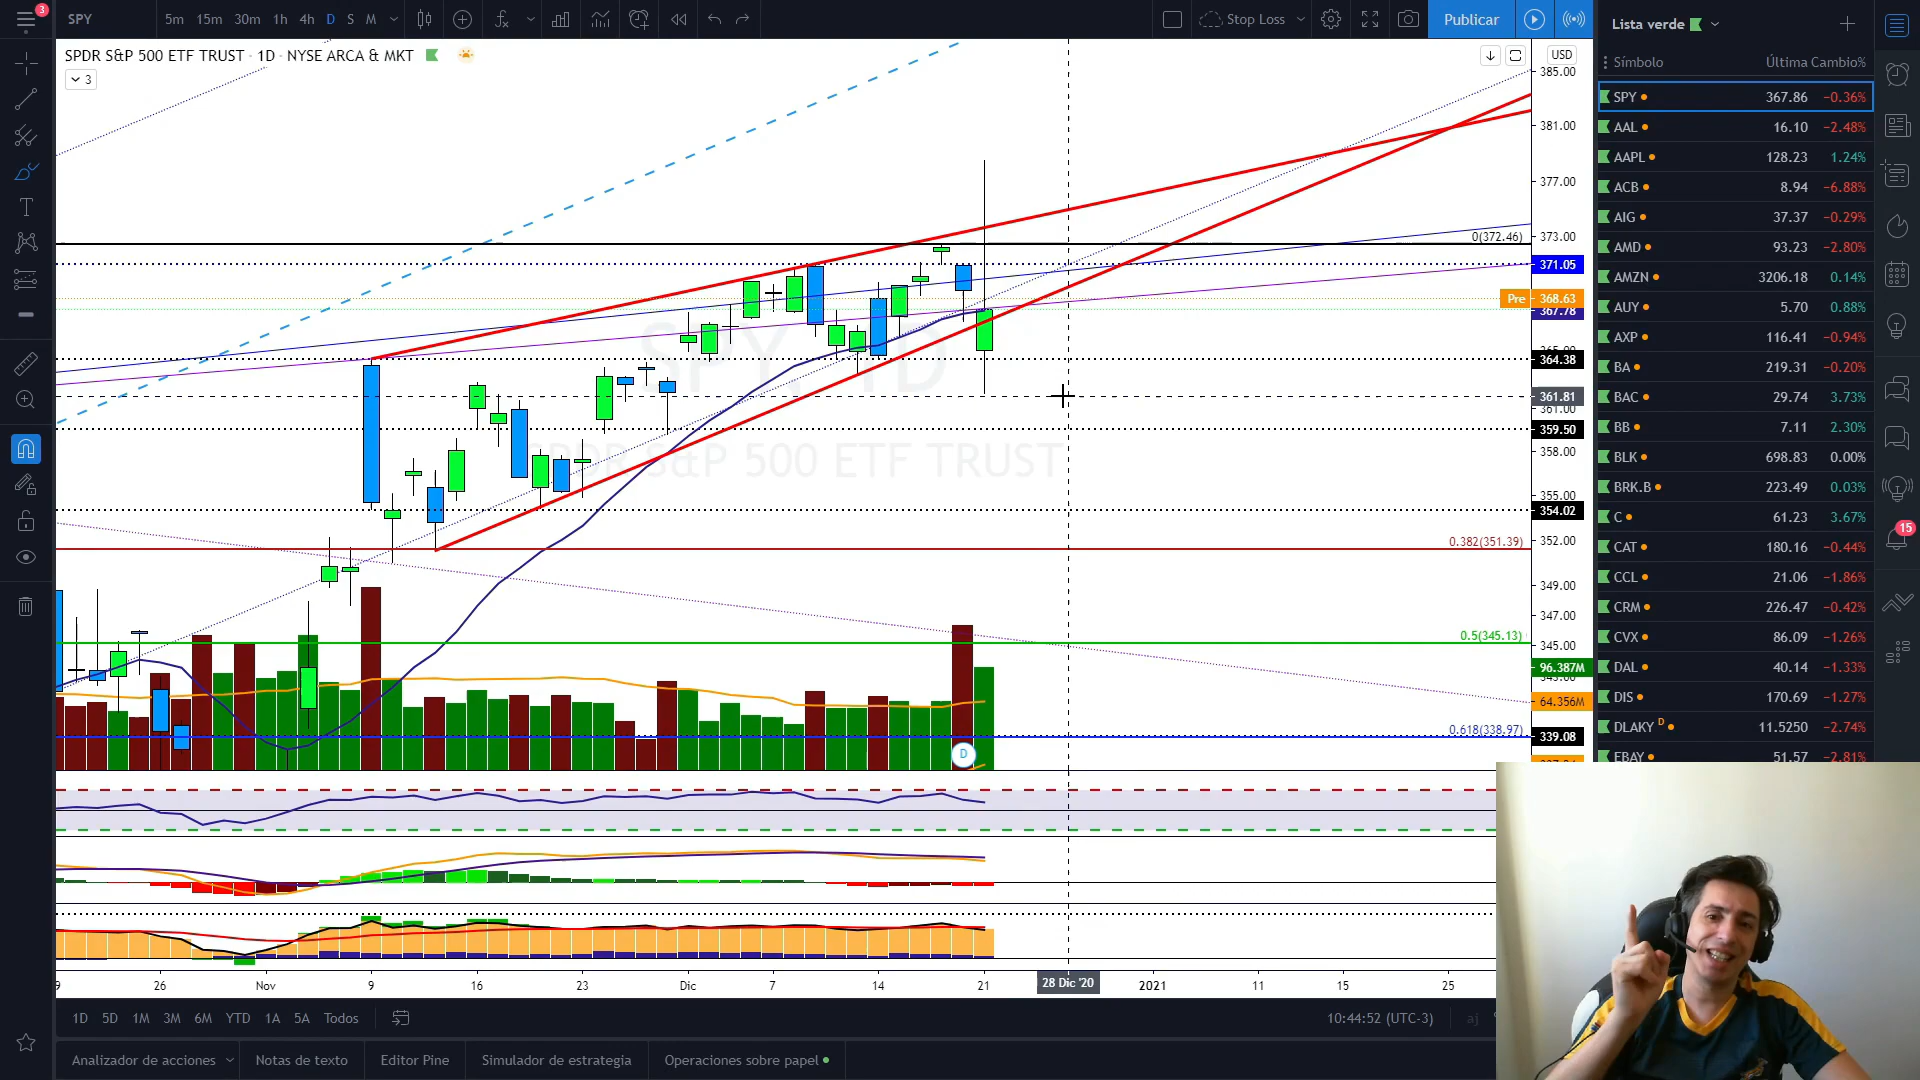 3
SPY
5m 15m 30m 1h 4h D S M
Stop Loss
Publicar
SPDR S&P 500 ETF TRUST · 1D · NYSE ARCA & MKT
3
USD
385.00
381.00
377.00
373.00
0(372.46)
371.05
Pre 368.63
367.78
364.38
361.81
361.00
359.50
358.00
355.00
354.02
352.00
0.382(351.39)
349.00
347.00
0.5(345.13)
345.00
96.387M
64.356M
0.618(338.97)
339.08
SPY, 1D
SPDR S&P 500 ETF TRUST
D
26 Nov 9 16 23 Dic 7 14 21 28 Dic '20 2021 11 15 25
1D 5D 1M 3M 6M YTD 1A 5A Todos
10:44:52 (UTC-3)
Analizador de acciones
Notas de texto
Editor Pine
Simulador de estrategia
Operaciones sobre papel
Lista verde
Símbolo Última Cambio%
SPY 367.86 −0.36%
AAL 16.10 −2.48%
AAPL 128.23 1.24%
ACB 8.94 −6.88%
AIG 37.37 −0.29%
AMD 93.23 −2.80%
AMZN 3206.18 0.14%
AUY 5.70 0.88%
AXP 116.41 −0.94%
BA 219.31 −0.20%
BAC 29.74 3.73%
BB 7.11 2.30%
BLK 698.83 0.00%
BRK.B 223.49 0.03%
C 61.23 3.67%
CAT 180.16 −0.44%
CCL 21.06 −1.86%
CRM 226.47 −0.42%
CVX 86.09 −1.26%
DAL 40.14 −1.33%
DIS 170.69 −1.27%
DLAKY D 11.5250 −2.74%
EBAY 51.57 −2.81%
15